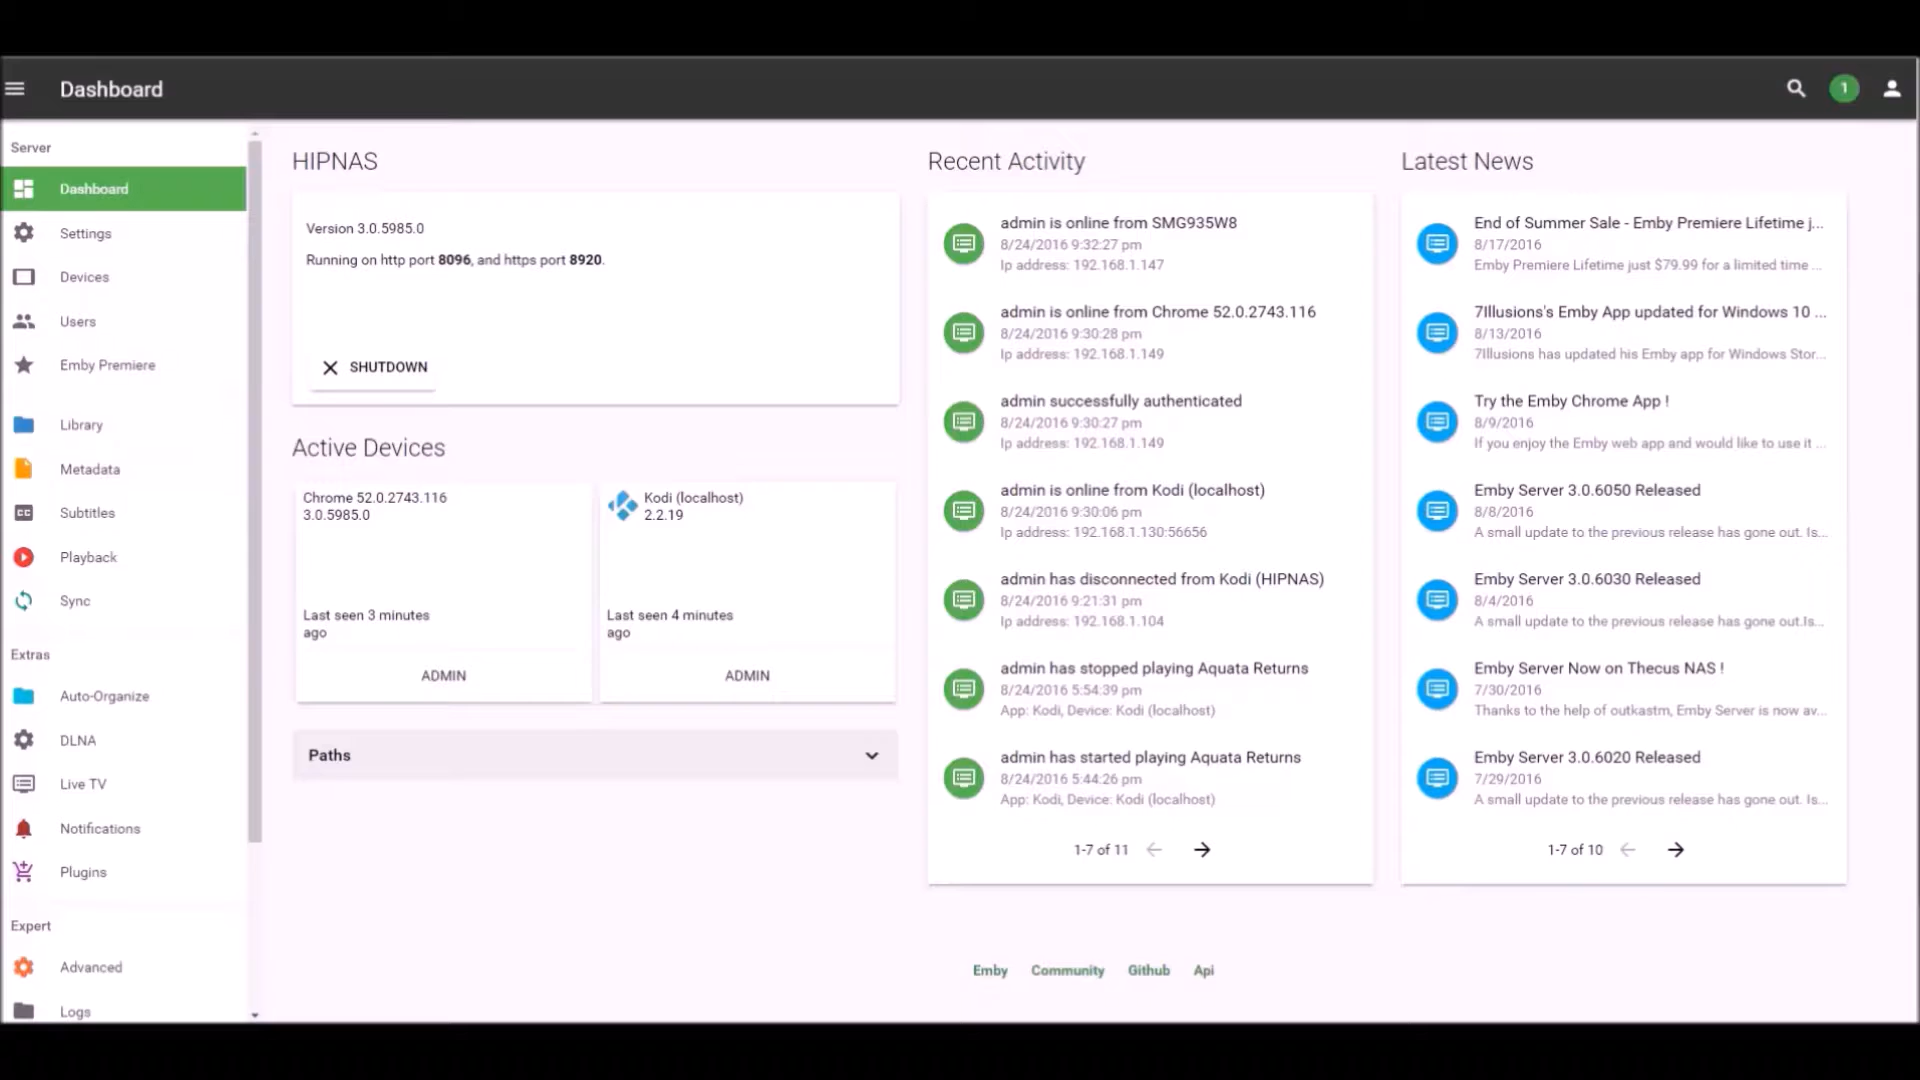 Dashboard
1
Server
Dashboard
Settings
Devices
Users
Emby Premiere
Library
Metadata
CC
Subtitles
Playback
Sync
Extras
Auto-Organize
DLNA
Live TV
Notifications
Plugins
Expert
Advanced
Logs
HIPNAS
Version 3.0.5985.0
Running on http port 8096, and https port 8920.
SHUTDOWN
Active Devices
Chrome 52.0.2743.116
3.0.5985.0
Last seen 3 minutes
ago
ADMIN
Kodi (localhost)
2.2.19
Last seen 4 minutes
ago
ADMIN
Paths
Recent Activity
admin is online from SMG935W8
8/24/2016 9:32:27 pm
Ip address: 192.168.1.147
admin is online from Chrome 52.0.2743.116
8/24/2016 9:30:28 pm
Ip address: 192.168.1.149
admin successfully authenticated
8/24/2016 9:30:27 pm
Ip address: 192.168.1.149
admin is online from Kodi (localhost)
8/24/2016 9:30:06 pm
Ip address: 192.168.1.130:56656
admin has disconnected from Kodi (HIPNAS)
8/24/2016 9:21:31 pm
Ip address: 192.168.1.104
admin has stopped playing Aquata Returns
8/24/2016 5:54:39 pm
App: Kodi, Device: Kodi (localhost)
admin has started playing Aquata Returns
8/24/2016 5:44:26 pm
App: Kodi, Device: Kodi (localhost)
1-7 of 11
Latest News
End of Summer Sale - Emby Premiere Lifetime j...
8/17/2016
Emby Premiere Lifetime just $79.99 for a limited time ...
7Illusions's Emby App updated for Windows 10 ...
8/13/2016
7Illusions has updated his Emby app for Windows Stor...
Try the Emby Chrome App !
8/9/2016
If you enjoy the Emby web app and would like to use it ...
Emby Server 3.0.6050 Released
8/8/2016
A small update to the previous release has gone out. Is...
Emby Server 3.0.6030 Released
8/4/2016
A small update to the previous release has gone out.Is...
Emby Server Now on Thecus NAS !
7/30/2016
Thanks to the help of outkastm, Emby Server is now av...
Emby Server 3.0.6020 Released
7/29/2016
A small update to the previous release has gone out. Is...
1-7 of 10
Emby Community Github Api